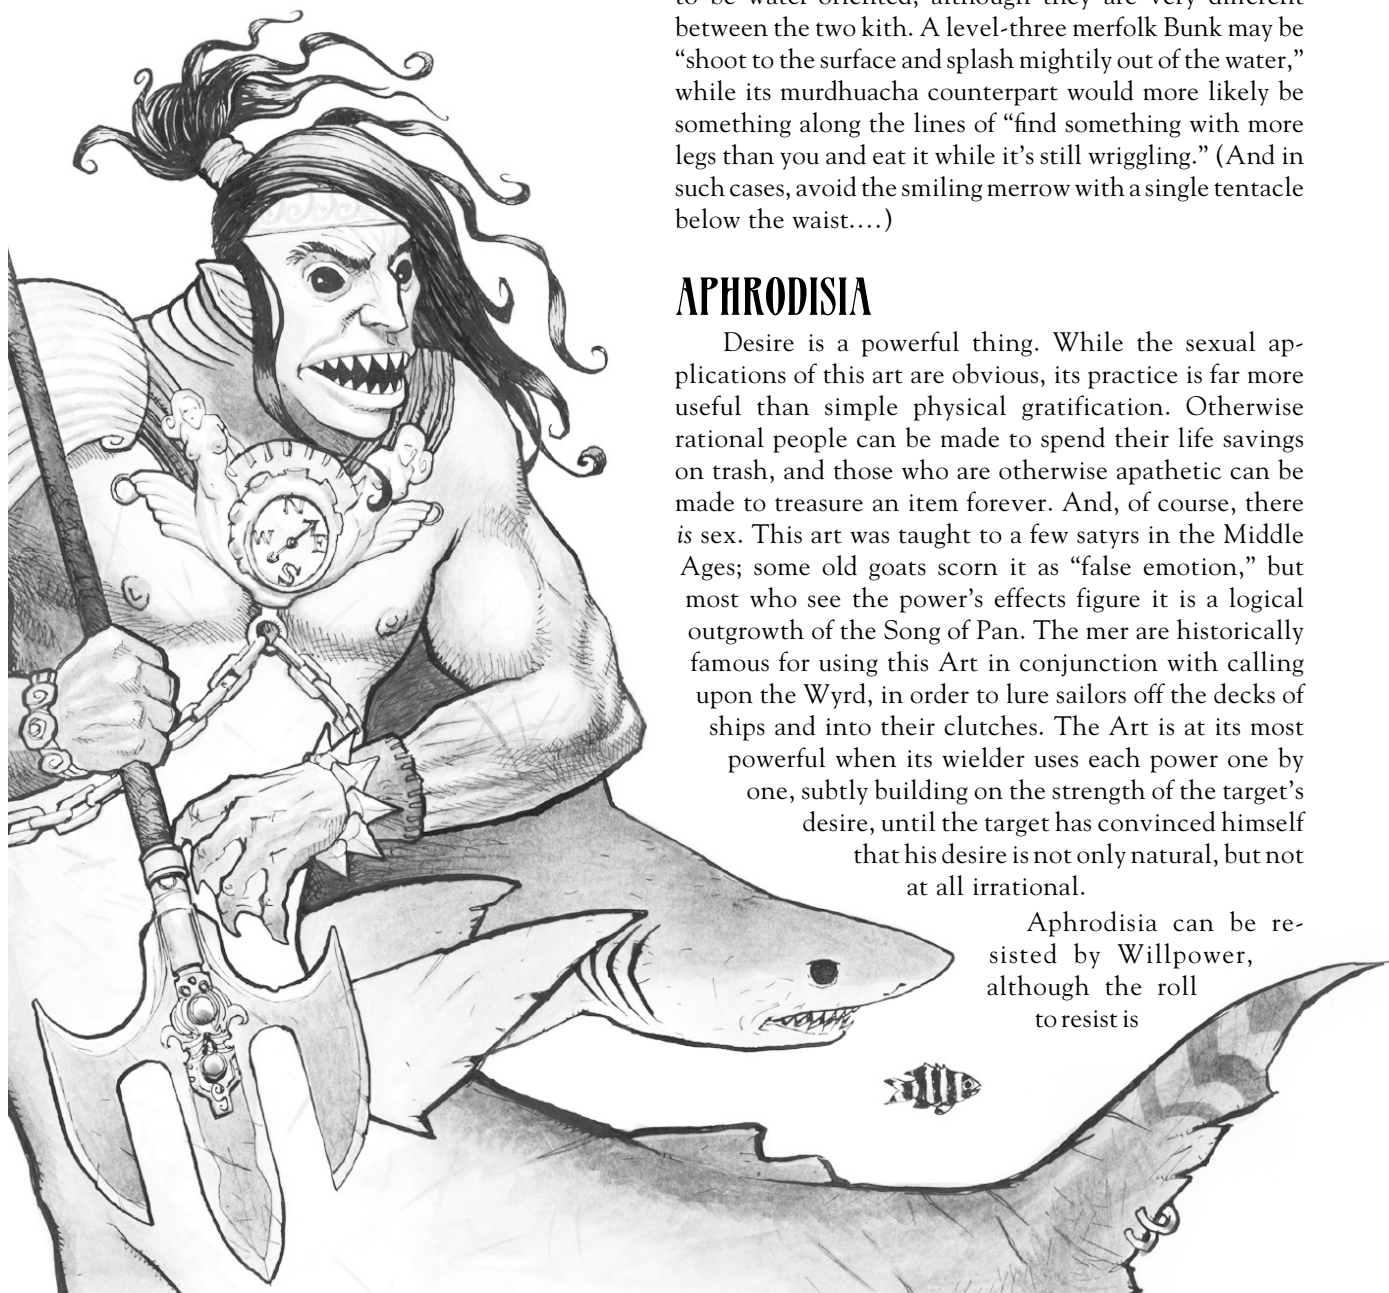 to be water-oriented, although they are very different
between the two kith. A level-three merfolk Bunk may be
“shoot to the surface and splash mightily out of the water,”
while its murdhuacha counterpart would more likely be
something along the lines of “find something with more
legs than you and eat it while it’s still wriggling.” (And in
such cases, avoid the smiling merrow with a single tentacle
below the waist....)
APHRODISIA
Desire is a powerful thing. While the sexual ap-
plications of this art are obvious, its practice is far more
useful than simple physical gratification. Otherwise
rational people can be made to spend their life savings
on trash, and those who are otherwise apathetic can be
made to treasure an item forever. And, of course, there
is sex. This art was taught to a few satyrs in the Middle
Ages; some old goats scorn it as “false emotion,” but
most who see the power’s effects figure it is a logical
outgrowth of the Song of Pan. The mer are historically
famous for using this Art in conjunction with calling
upon the Wyrd, in order to lure sailors off the decks of
ships and into their clutches. The Art is at its most
powerful when its wielder uses each power one by
one, subtly building on the strength of the target’s
desire, until the target has convinced himself
that his desire is not only natural, but not
at all irrational.
Aphrodisia can be re-
sisted by Willpower,
although the roll
to resist is
N
W
E
S